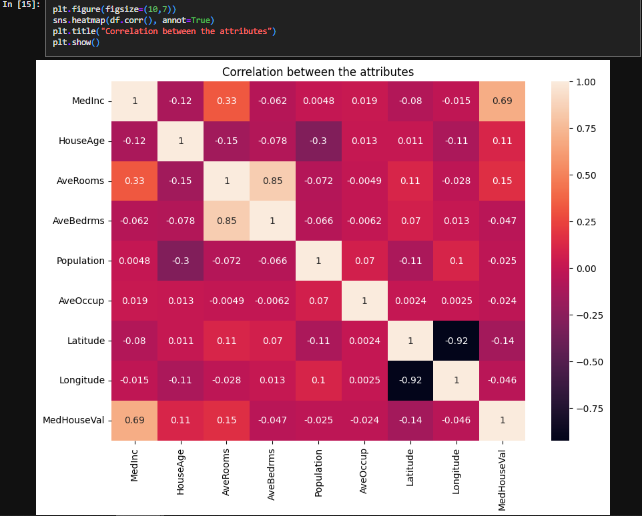 In [15]:
plt.figure(figsize=(10,7))
sns.heatmap(df.corr(), annot=True)
plt.title("Correlation between the attributes")
plt.show()
Correlation between the attributes
MedInc 1 -0.12 0.33 -0.062 0.0048 0.019 -0.08 -0.015 0.69
HouseAge -0.12 1 -0.15 -0.078 -0.3 0.013 0.011 -0.11 0.11
AveRooms 0.33 -0.15 1 0.85 -0.072 -0.0049 0.11 -0.028 0.15
AveBedrms -0.062 -0.078 0.85 1 -0.066 -0.0062 0.07 0.013 -0.047
Population 0.0048 -0.3 -0.072 -0.066 1 0.07 -0.11 0.1 -0.025
AveOccup 0.019 0.013 -0.0049 -0.0062 0.07 1 0.0024 0.0025 -0.024
Latitude -0.08 0.011 0.11 0.07 -0.11 0.0024 1 -0.92 -0.14
Longitude -0.015 -0.11 -0.028 0.013 0.1 0.0025 -0.92 1 -0.046
MedHouseVal 0.69 0.11 0.15 -0.047 -0.025 -0.024 -0.14 -0.046 1
MedInc HouseAge AveRooms AveBedrms Population AveOccup Latitude Longitude MedHouseVal
1.00
0.75
0.50
0.25
0.00
−0.25
−0.50
−0.75